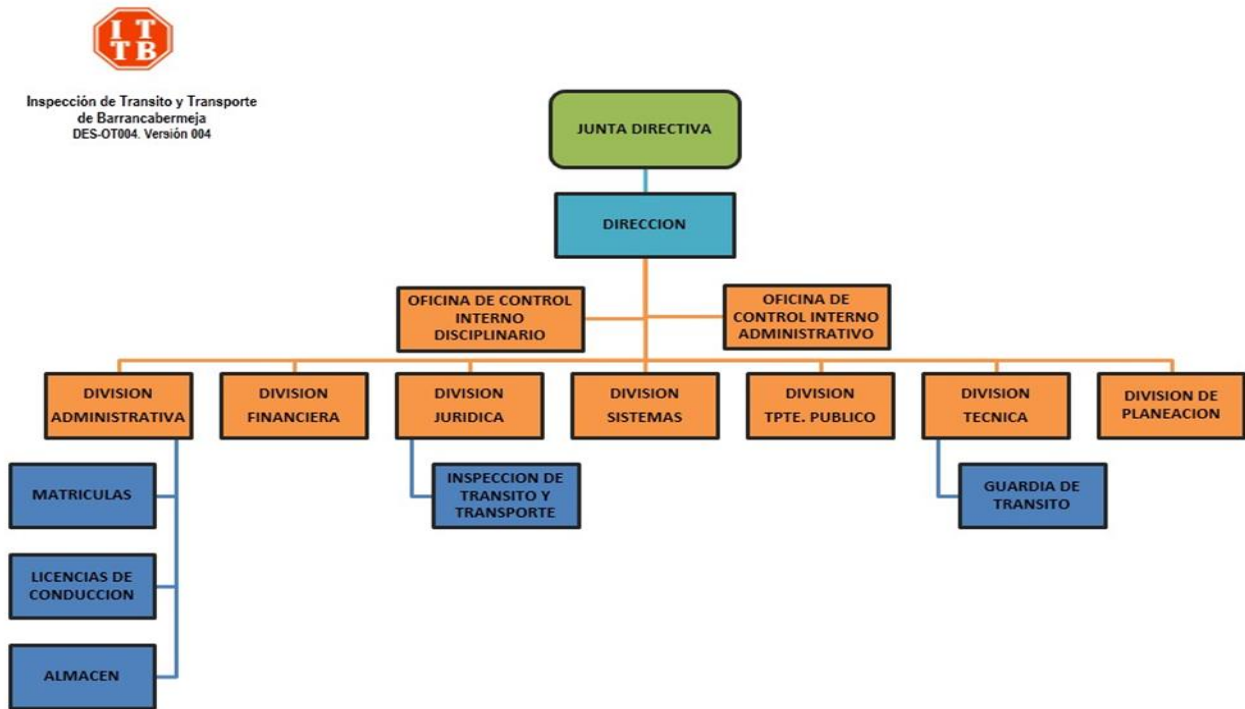 I T
T B
Inspección de Transito y Transporte
de Barrancabermeja
DES-OT004. Versión 004
JUNTA DIRECTIVA
DIRECCION
OFICINA DE CONTROL
INTERNO
DISCIPLINARIO
OFICINA DE
CONTROL INTERNO
ADMINISTRATIVO
DIVISION
ADMINISTRATIVA
DIVISION
FINANCIERA
DIVISION
JURIDICA
DIVISION
SISTEMAS
DIVISION
TPTE. PUBLICO
DIVISION
TECNICA
DIVISION DE
PLANEACION
MATRICULAS
INSPECCION DE
TRANSITO Y
TRANSPORTE
GUARDIA DE
TRANSITO
LICENCIAS DE
CONDUCCION
ALMACEN